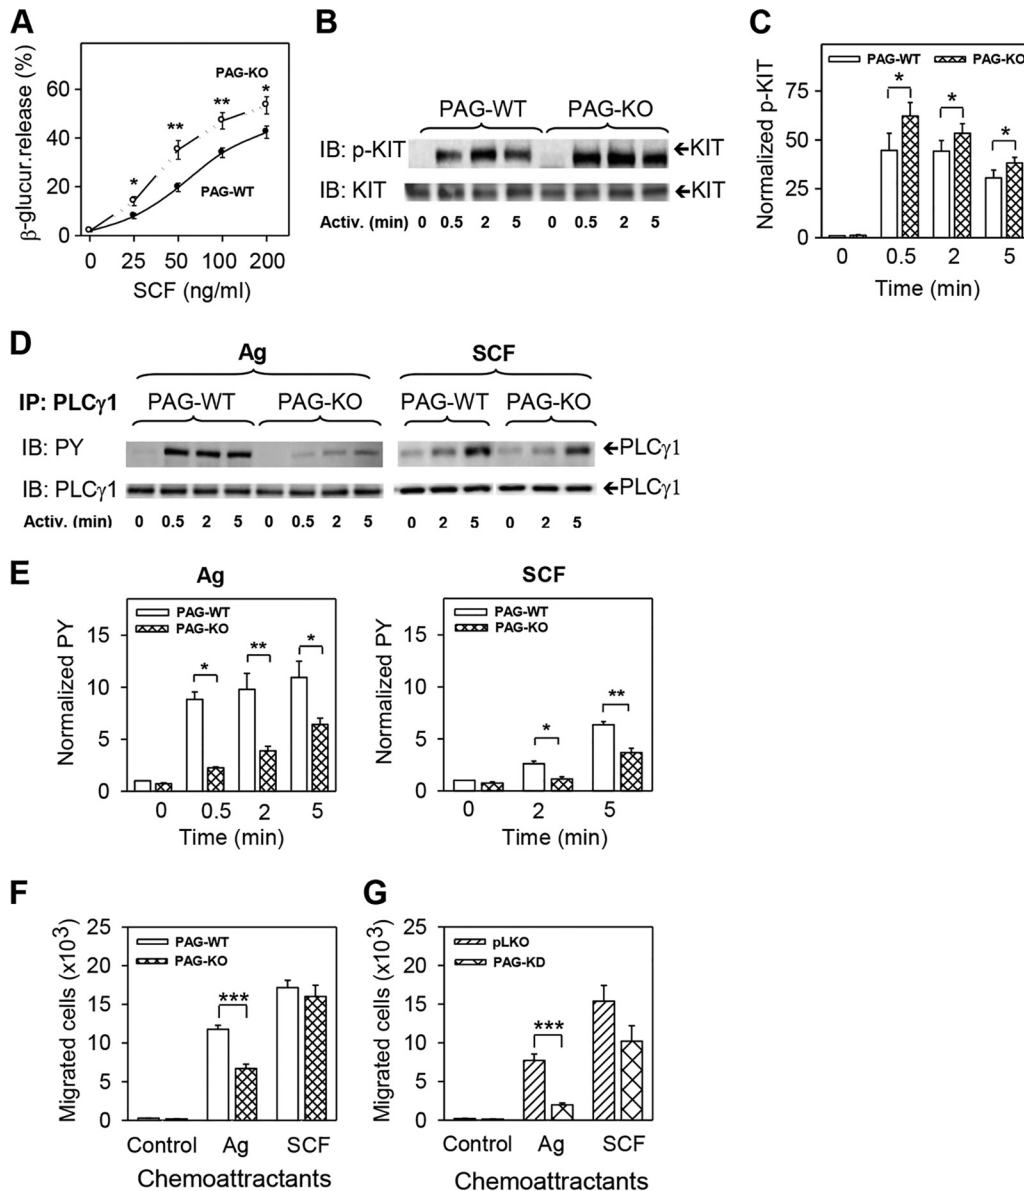 A
β-glucur.release (%)
60
40
20
0
PAG-KO
*
**
**
*
PAG-WT
0 25 50 100 200
SCF (ng/ml)
B
PAG-WT PAG-KO
IB: p-KIT ←KIT
IB: KIT ←KIT
Activ. (min) 0 0.5 2 5 0 0.5 2 5
C
Normalized p-KIT
PAG-WT PAG-KO
75
50
25
0
*
*
*
0 0.5 2 5
Time (min)
D
Ag SCF
IP: PLCγ1 PAG-WT PAG-KO PAG-WT PAG-KO
IB: PY ←PLCγ1
IB: PLCγ1 ←PLCγ1
Activ. (min) 0 0.5 2 5 0 0.5 2 5 0 2 5 0 2 5
E
Ag
Normalized PY
PAG-WT
PAG-KO
15
10
5
0
*
**
*
0 0.5 2 5
Time (min)
SCF
Normalized PY
PAG-WT
PAG-KO
15
10
5
0
*
**
0 2 5
Time (min)
F
Migrated cells (x10³)
25
20
15
10
5
0
PAG-WT
PAG-KO
***
Control Ag SCF
Chemoattractants
G
Migrated cells (x10³)
25
20
15
10
5
0
pLKO
PAG-KD
***
Control Ag SCF
Chemoattractants